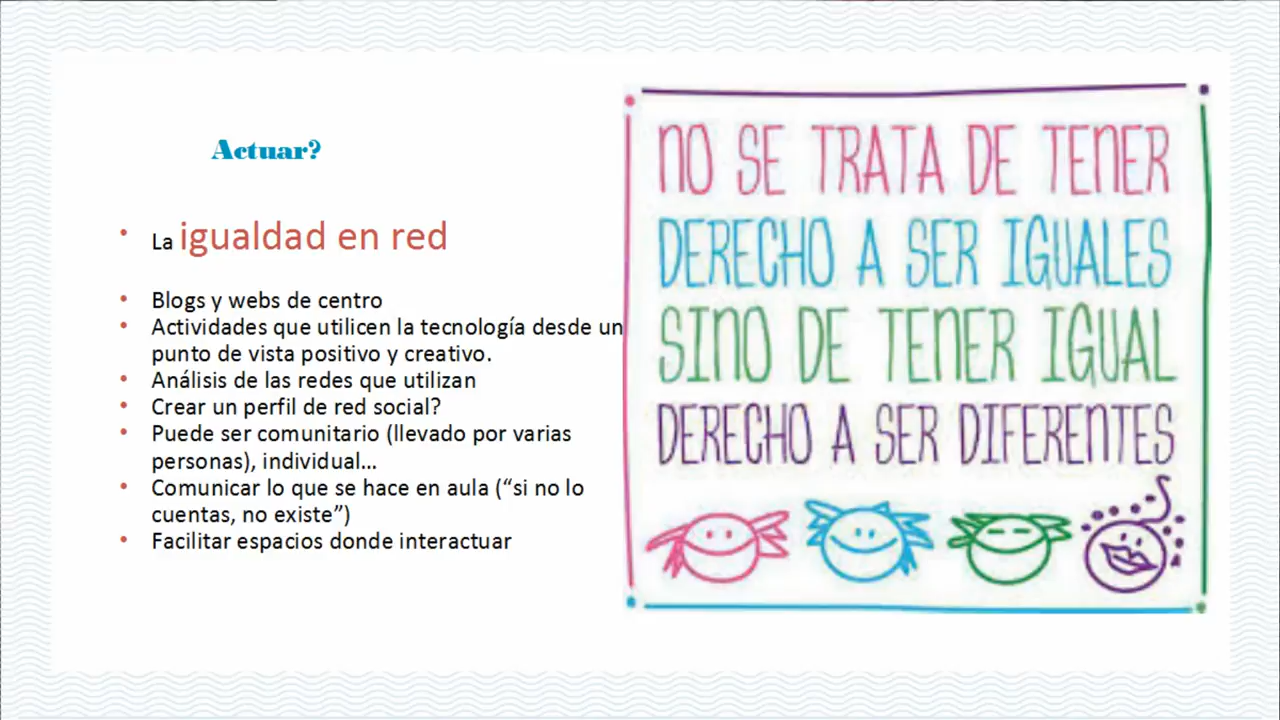 Actuar?
• La igualdad en red
• Blogs y webs de centro
• Actividades que utilicen la tecnología desde un
punto de vista positivo y creativo.
• Análisis de las redes que utilizan
• Crear un perfil de red social?
• Puede ser comunitario (llevado por varias
personas), individual...
• Comunicar lo que se hace en aula (“si no lo
cuentas, no existe”)
• Facilitar espacios donde interactuar
NO SE TRATA DE TENER
DERECHO A SER IGUALES
SINO DE TENER IGUAL
DERECHO A SER DIFERENTES